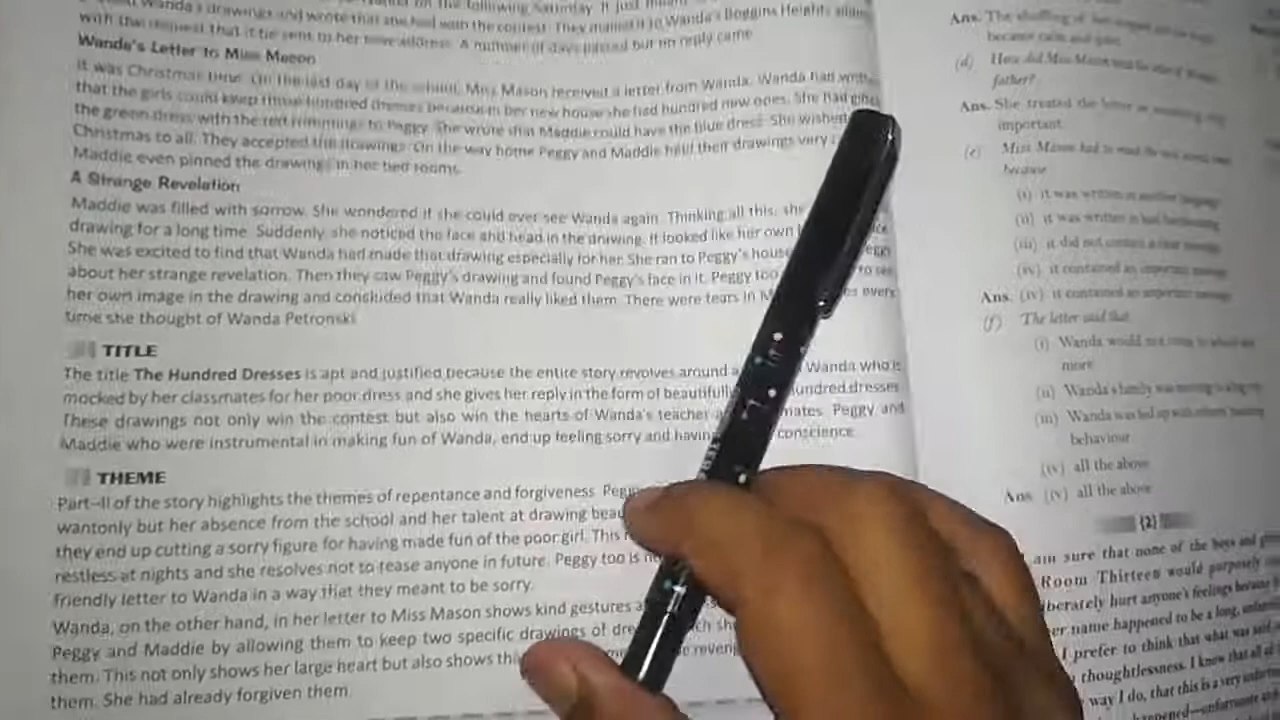 Wanda's drawings and wrote that she had won the contest. They mailed it to Wanda's Boggins Heights
with the request that it be sent to her new address. A number of days passed but no reply came
Wanda's Letter to Miss Mason
It was Christmas time. On the last day of the school, Miss Mason received a letter from Wanda. Wanda had
that the girls could keep those hundred dresses because in her new house she had hundred new ones. She had
the green dress with the red trimmings to Peggy. She wrote that Maddie could have the blue dress. She wished
Christmas to all. They accepted the drawings. On the way home Peggy and Maddie held their drawings very
Maddie even pinned the drawings in her bed rooms.
A Strange Revelation
Maddie was filled with sorrow. She wondered if she could ever see Wanda again. Thinking all this, she
drawing for a long time. Suddenly she noticed the face and head in the drawing. It looked like her own
She was excited to find that Wanda had made that drawing especially for her. She ran to Peggy's house
about her strange revelation. Then they saw Peggy's drawing and found Peggy's face in it. Peggy too to see
her own image in the drawing and concluded that Wanda really liked them. There were tears in every
time she thought of Wanda Petronski
TITLE
The title The Hundred Dresses is apt and justified because the entire story revolves around a Wanda who is
mocked by her classmates for her poor dress and she gives her reply in the form of beautifully hundred dresses
These drawings not only win the contest but also win the hearts of Wanda's teacher mates. Peggy and
Maddie who were instrumental in making fun of Wanda, end up feeling sorry and having conscience
THEME
Part-II of the story highlights the themes of repentance and forgiveness
wantonly but her absence from the school and her talent at drawing
they end up cutting a sorry figure for having made fun of the poor girl. This
restless at nights and she resolves not to tease anyone in future. Peggy too is
friendly letter to Wanda in a way that they meant to be sorry.
Wanda, on the other hand, in her letter to Miss Mason shows kind gestures
Peggy and Maddie by allowing them to keep two specific drawings of
them. This not only shows her large heart but also shows
them. She had already forgiven them.
Ans. The shuffling of
became calm and quiet.
(d) How did Miss Mason
father?
Ans. She treated the letter as something very
important.
(e) Miss Mason had to read the
because
(i) it was written in another language
(ii) it was written in bad handwriting
(iii) it did not contain a clear message
(iv) it contained an important message
Ans. (iv) it contained an important message
(f) The letter said that
(i) Wanda would not come to school any
more
(ii) Wanda's family was moving to a big city
(iii) Wanda was fed up with others' teasing
behaviour
(iv) all the above
Ans (iv) all the above
{2}
am sure that none of the boys and
Room Thirteen would purposely
anyone's feelings because
name happened to be a long,
I prefer to think that what was said
thoughtlessness. I know that all of
way I do, that this is a very